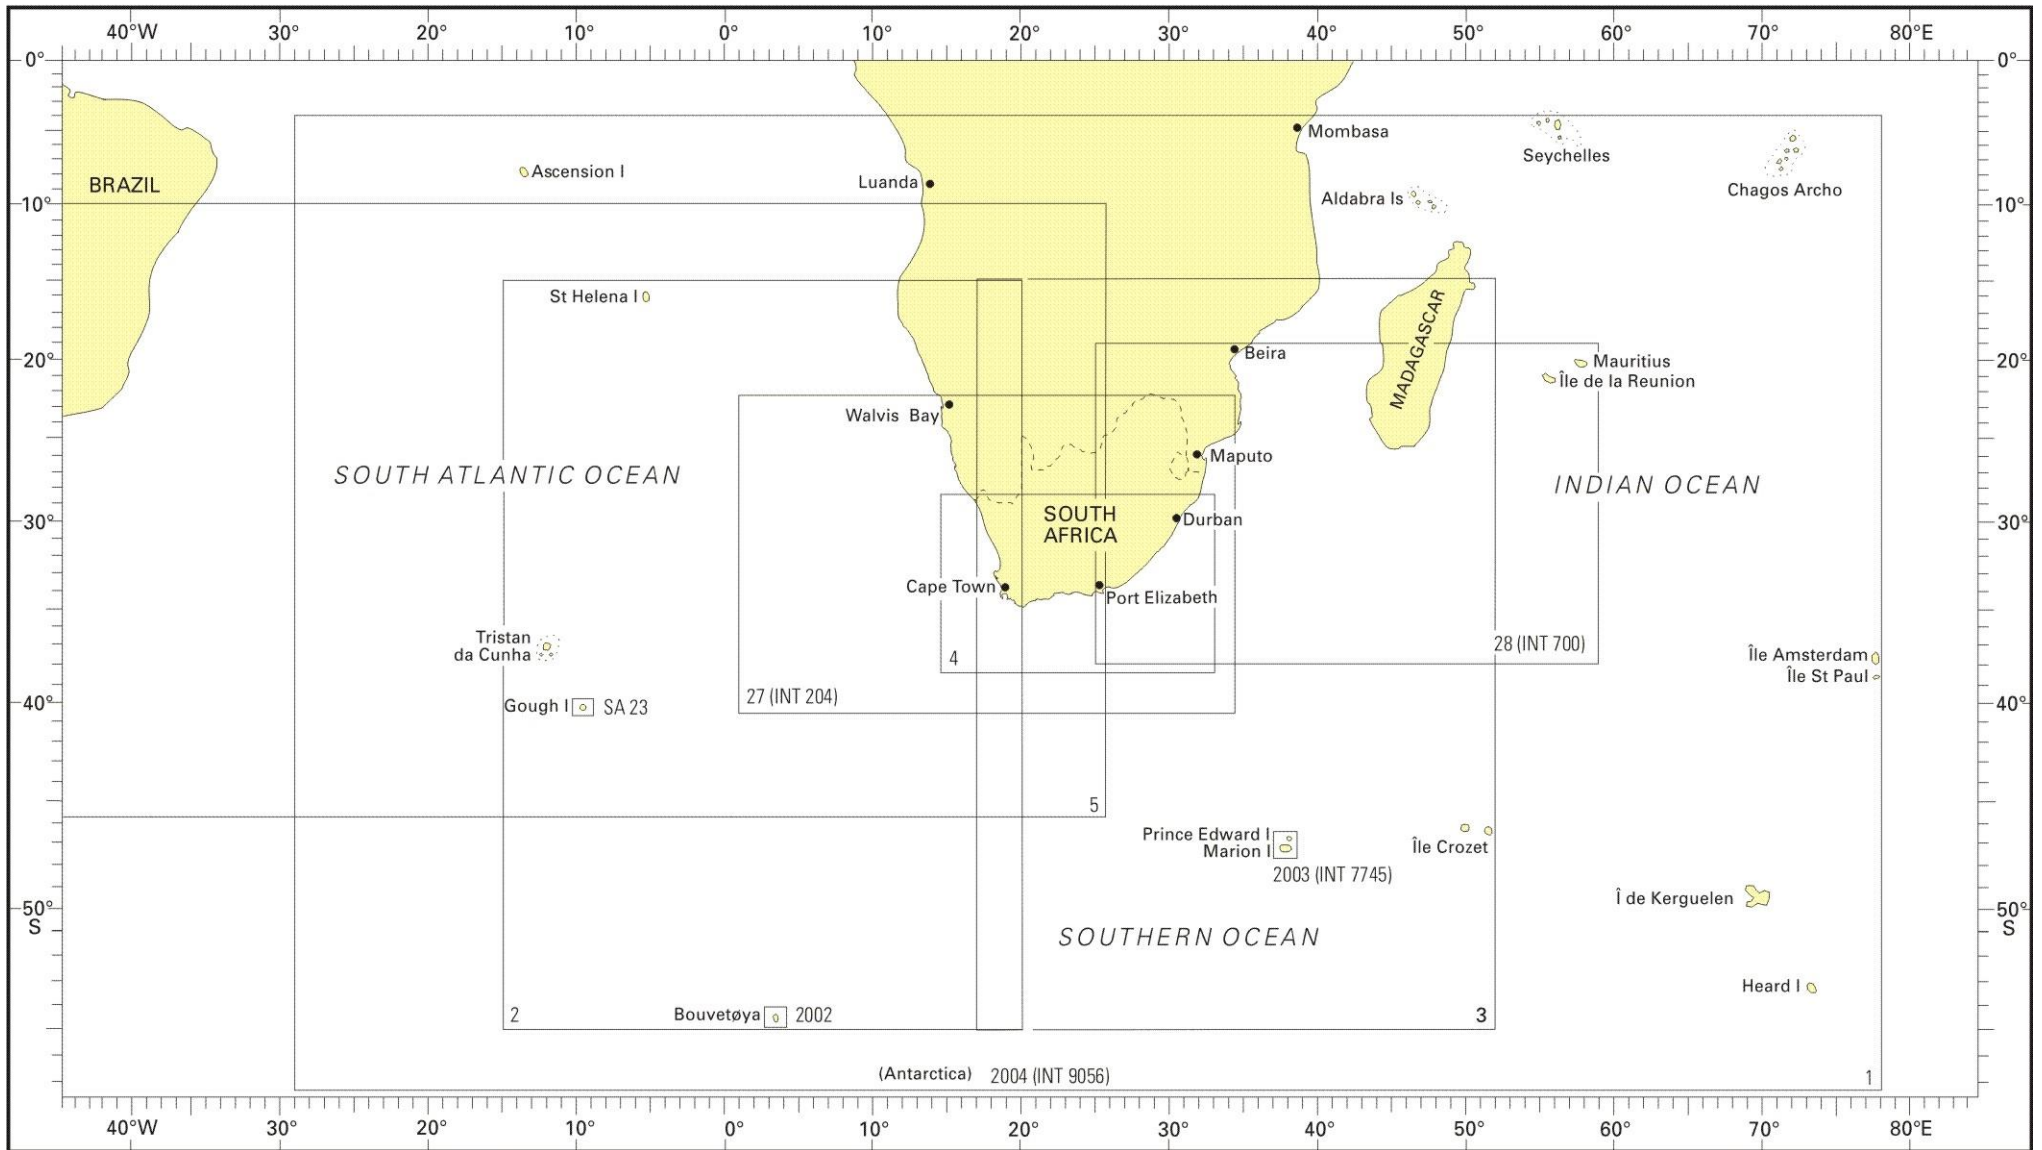 40°W 30° 20° 10° 0° 10° 20° 30° 40° 50° 60° 70° 80°E
0° 0°
Mombasa
Seychelles
Ascension I
Luanda
BRAZIL
Chagos Archo
Aldabra Is
10° 10°
St Helena I
MADAGASCAR
Beira
20° 20°
Mauritius
Île de la Reunion
Walvis Bay
Maputo
SOUTH ATLANTIC OCEAN
INDIAN OCEAN
SOUTH
AFRICA
Durban
30° 30°
Cape Town
Port Elizabeth
Tristan
da Cunha
4
28 (INT 700)
Île Amsterdam
Île St Paul
27 (INT 204)
Gough I SA 23
40° 40°
5
Prince Edward I
Marion I
Île Crozet
2003 (INT 7745)
Î de Kerguelen
50° 50°
S S
SOUTHERN OCEAN
Heard I
2
Bouvetøya 2002
3
(Antarctica) 2004 (INT 9056)
1
40°W 30° 20° 10° 0° 10° 20° 30° 40° 50° 60° 70° 80°E